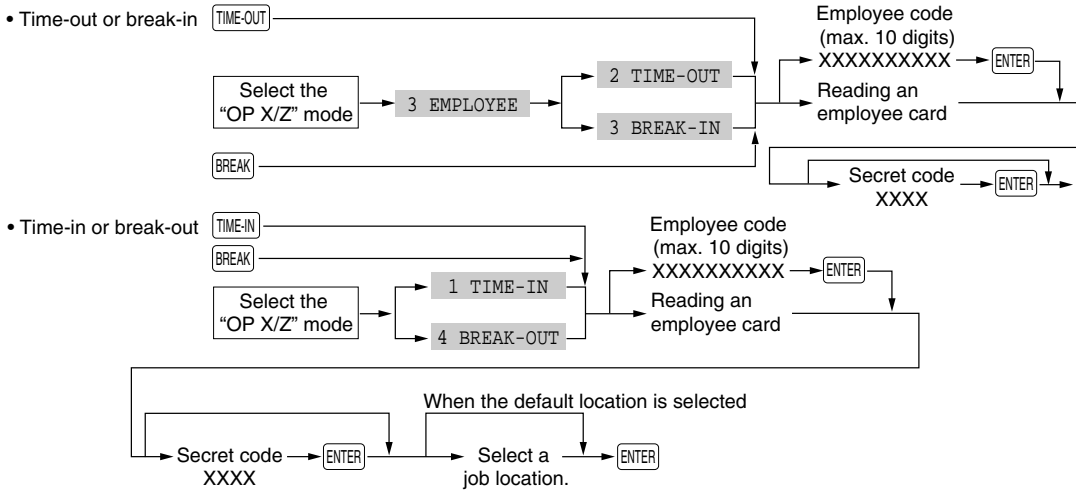 • Time-out or break-in
TIME-OUT
Select the
“OP X/Z” mode
3 EMPLOYEE
2 TIME-OUT
3 BREAK-IN
BREAK
Employee code
(max. 10 digits)
XXXXXXXXXX
ENTER
Reading an
employee card
Secret code
XXXX
ENTER
• Time-in or break-out
TIME-IN
BREAK
Select the
“OP X/Z” mode
1 TIME-IN
4 BREAK-OUT
Employee code
(max. 10 digits)
XXXXXXXXXX
ENTER
Reading an
employee card
Secret code
XXXX
ENTER
When the default location is selected
Select a
job location.
ENTER